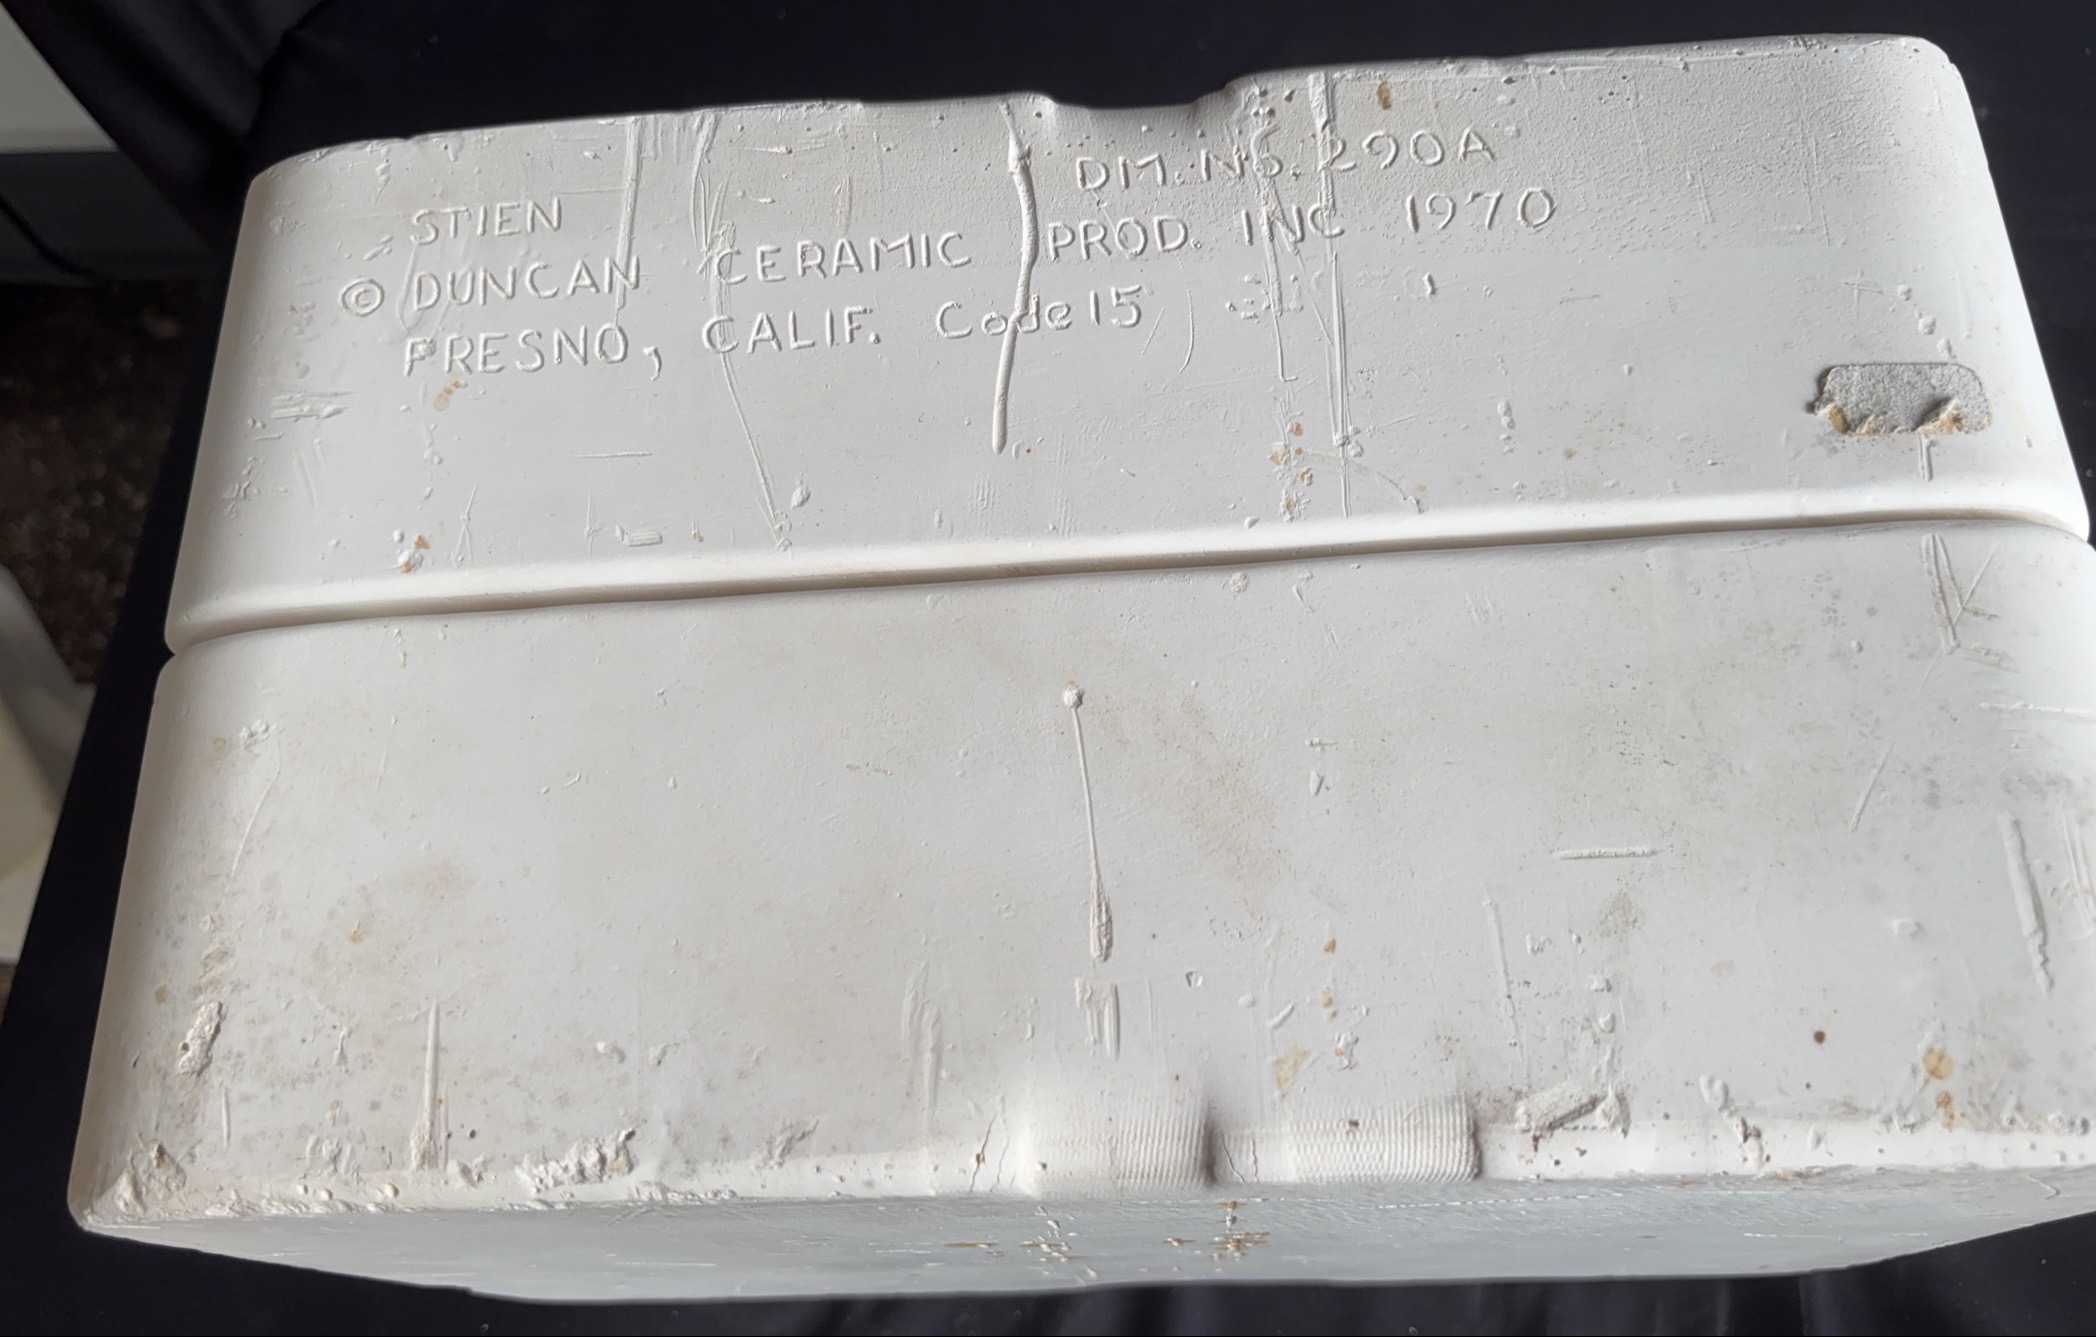 STIEN DM. NO. 290A
© DUNCAN CERAMIC PROD. INC 1970
FRESNO, CALIF. Code 15